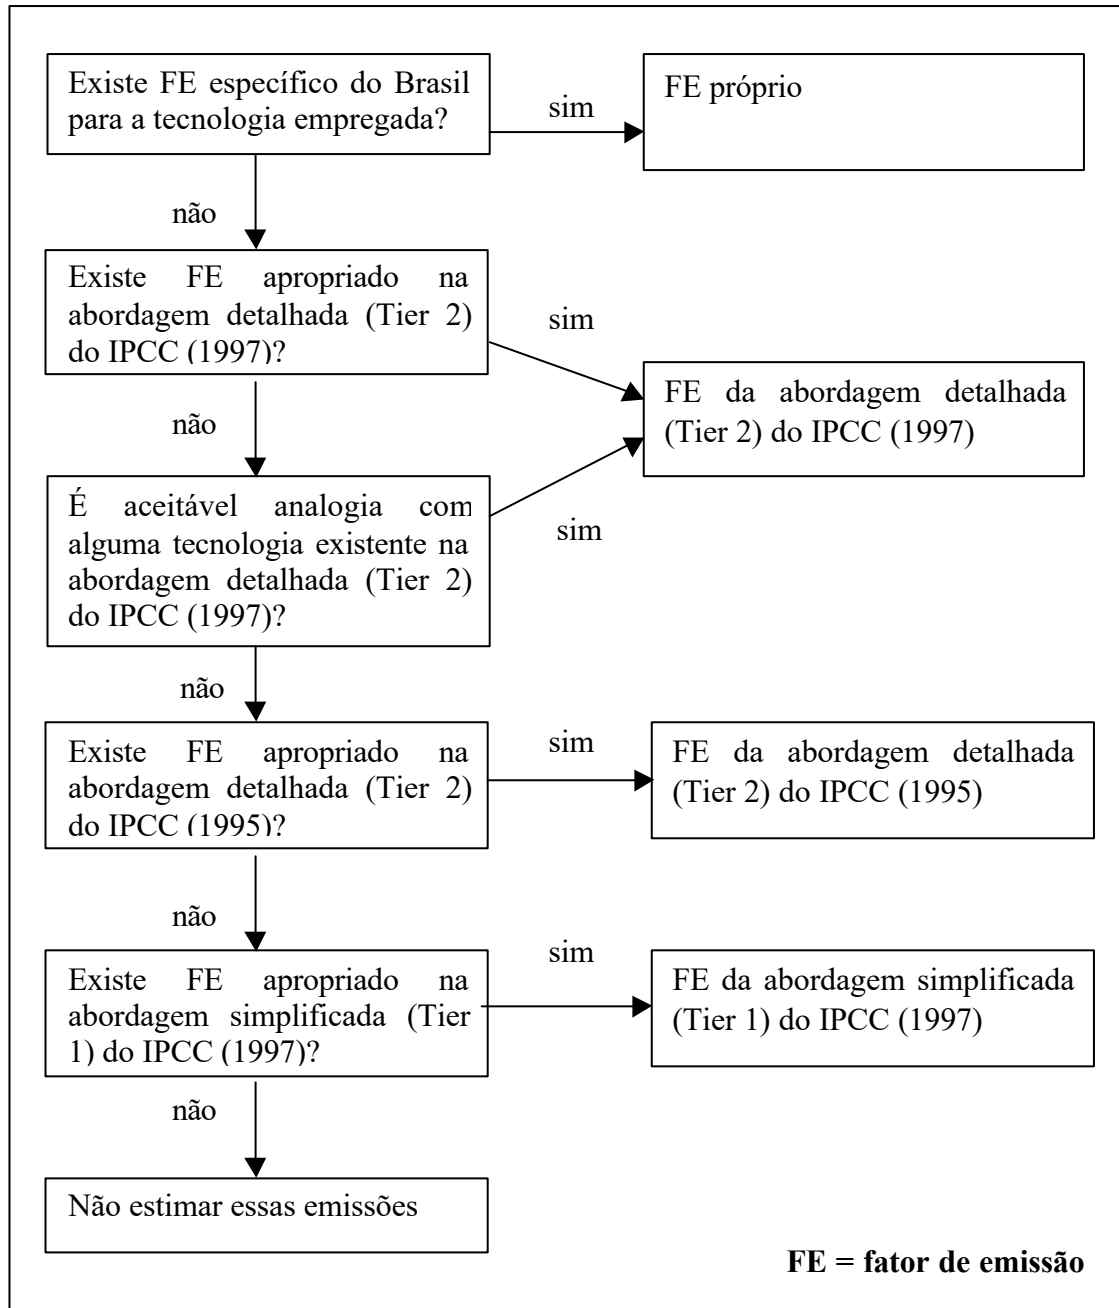 Existe FE específico do Brasil
para a tecnologia empregada?
sim
FE próprio
não
Existe FE apropriado na
abordagem detalhada (Tier 2)
do IPCC (1997)?
sim
FE da abordagem detalhada
(Tier 2) do IPCC (1997)
não
É aceitável analogia com
alguma tecnologia existente na
abordagem detalhada (Tier 2)
do IPCC (1997)?
sim
não
Existe FE apropriado na
abordagem detalhada (Tier 2)
do IPCC (1995)?
sim
FE da abordagem detalhada
(Tier 2) do IPCC (1995)
não
Existe FE apropriado na
abordagem simplificada (Tier
1) do IPCC (1997)?
sim
FE da abordagem simplificada
(Tier 1) do IPCC (1997)
não
Não estimar essas emissões
FE = fator de emissão